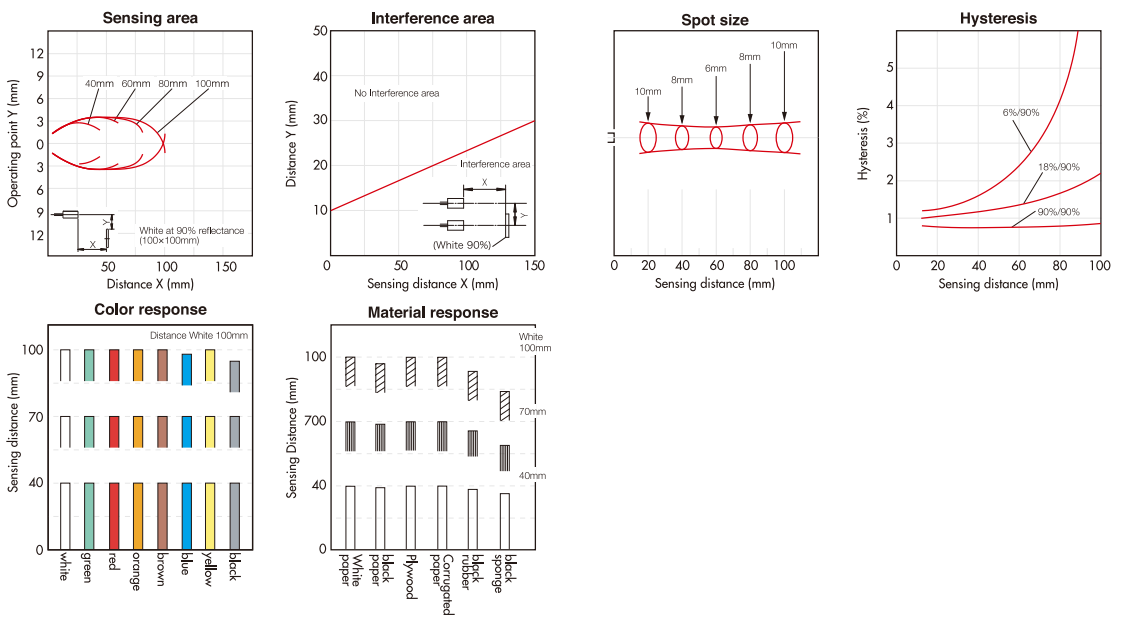 Sensing area
Operating point Y (mm)
12
9
6
3
0
3
6
9
12
40mm
60mm
80mm
100mm
X
Y
White at 90% reflectance
(100×100mm)
50
100
150
Distance X (mm)
Interference area
Distance Y (mm)
50
40
30
20
10
0
50
100
150
No Interference area
Interference area
X
Y
(White 90%)
Sensing distance X (mm)
Spot size
10mm
8mm
6mm
8mm
10mm
20
40
60
80
100
Sensing distance (mm)
Hysteresis
Hysteresis (%)
5
4
3
2
1
6%/90%
18%/90%
90%/90%
0
20
40
60
80
100
Sensing distance (mm)
Color response
Sensing distance (mm)
Distance White 100mm
100
70
40
0
white
green
red
orange
brown
blue
yellow
black
Material response
Sensing Distance (mm)
White
100mm
100
70mm
700
40mm
40
0
White
paper
black
paper
Plywood
Corrugated
paper
black
rubber
black
sponge